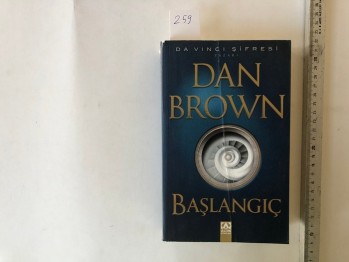 259
DA VINCI ŞİFRESİ
DAN
BROWN
BAŞLANGIÇ